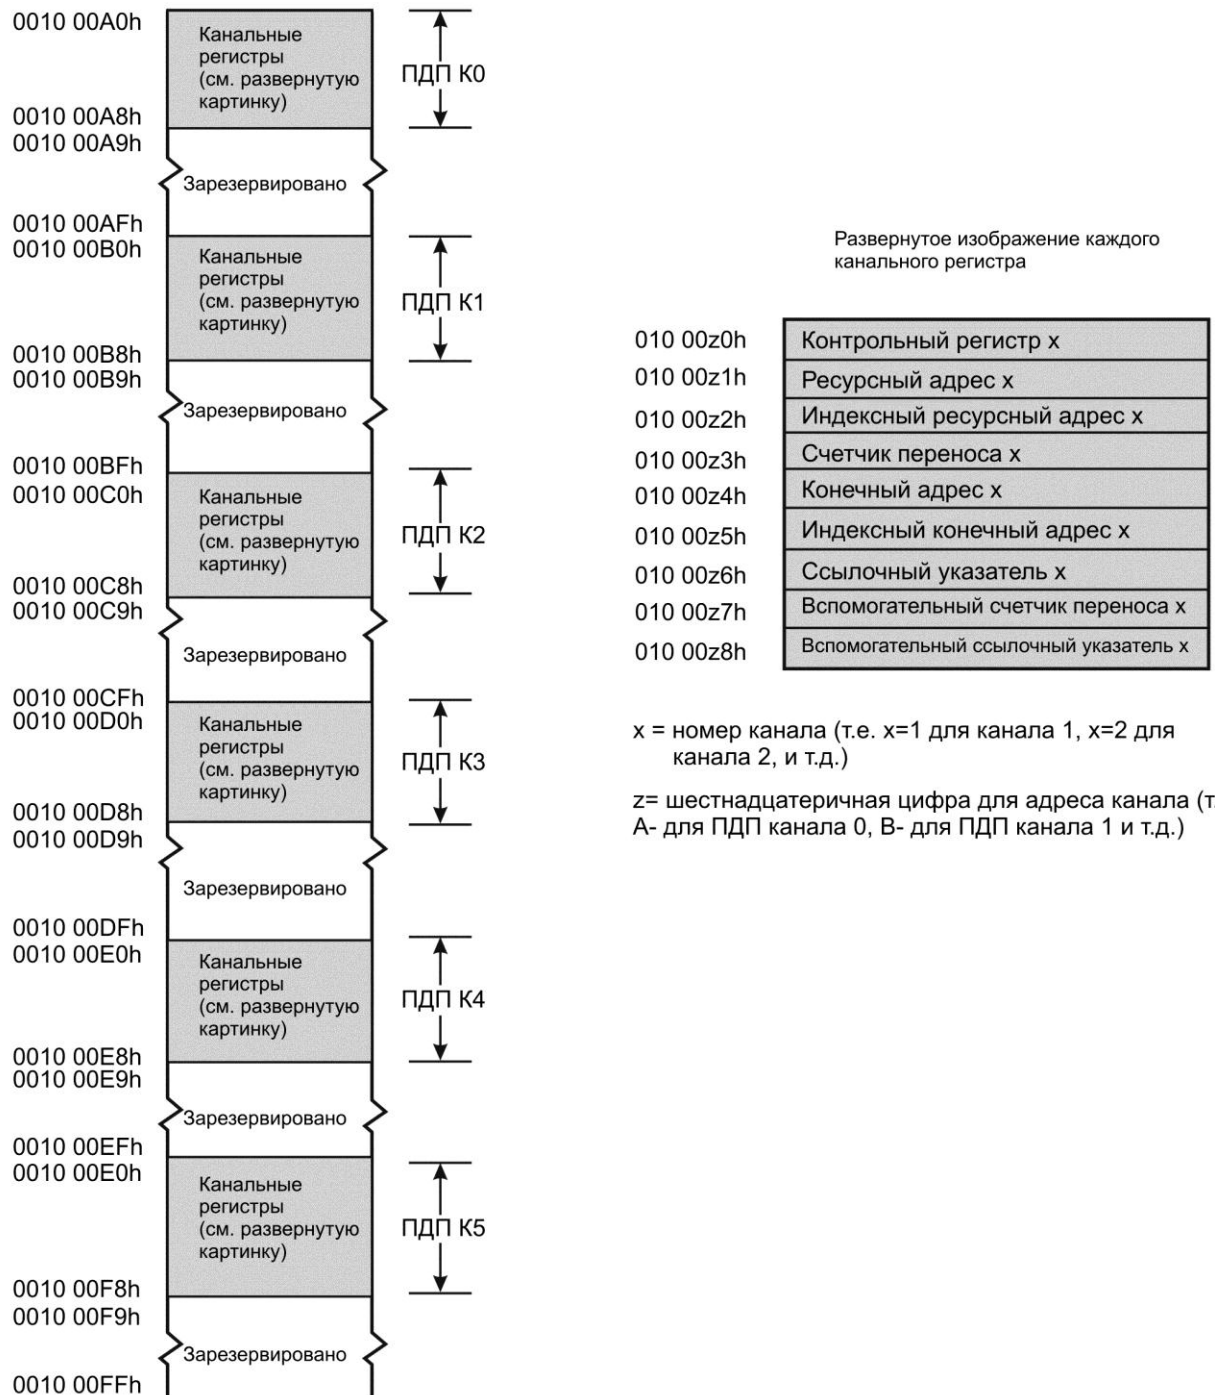 0010 00A0h
Канальные
регистры
(см. развернутую
картинку)
ПДП К0
0010 00A8h
0010 00A9h
Зарезервировано
0010 00AFh
0010 00B0h
Канальные
регистры
(см. развернутую
картинку)
ПДП К1
0010 00B8h
0010 00B9h
Зарезервировано
0010 00BFh
0010 00C0h
Канальные
регистры
(см. развернутую
картинку)
ПДП К2
0010 00C8h
0010 00C9h
Зарезервировано
0010 00CFh
0010 00D0h
Канальные
регистры
(см. развернутую
картинку)
ПДП К3
0010 00D8h
0010 00D9h
Зарезервировано
0010 00DFh
0010 00E0h
Канальные
регистры
(см. развернутую
картинку)
ПДП К4
0010 00E8h
0010 00E9h
Зарезервировано
0010 00EFh
0010 00E0h
Канальные
регистры
(см. развернутую
картинку)
ПДП К5
0010 00F8h
0010 00F9h
Зарезервировано
0010 00FFh
Развернутое изображение каждого
канального регистра
010 00z0h Контрольный регистр x
010 00z1h Ресурсный адрес x
010 00z2h Индексный ресурсный адрес x
010 00z3h Счетчик переноса x
010 00z4h Конечный адрес x
010 00z5h Индексный конечный адрес x
010 00z6h Ссылочный указатель x
010 00z7h Вспомогательный счетчик переноса x
010 00z8h Вспомогательный ссылочный указатель x
x = номер канала (т.е. x=1 для канала 1, x=2 для
канала 2, и т.д.)
z= шестнадцатеричная цифра для адреса канала (т.
A- для ПДП канала 0, B- для ПДП канала 1 и т.д.)